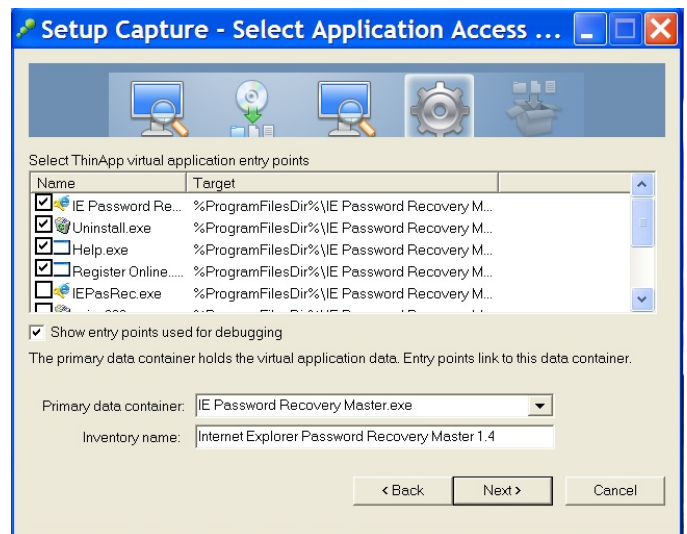 Setup Capture - Select Application Access ...
Select ThinApp virtual application entry points
Name Target
IE Password Re... %ProgramFilesDir%\IE Password Recovery M...
Uninstall.exe %ProgramFilesDir%\IE Password Recovery M...
Help.exe %ProgramFilesDir%\IE Password Recovery M...
Register Online.... %ProgramFilesDir%\IE Password Recovery M...
IEPasRec.exe %ProgramFilesDir%\IE Password Recovery M...
Show entry points used for debugging
The primary data container holds the virtual application data. Entry points link to this data container.
Primary data container: IE Password Recovery Master.exe
Inventory name: Internet Explorer Password Recovery Master 1.4
< Back Next > Cancel